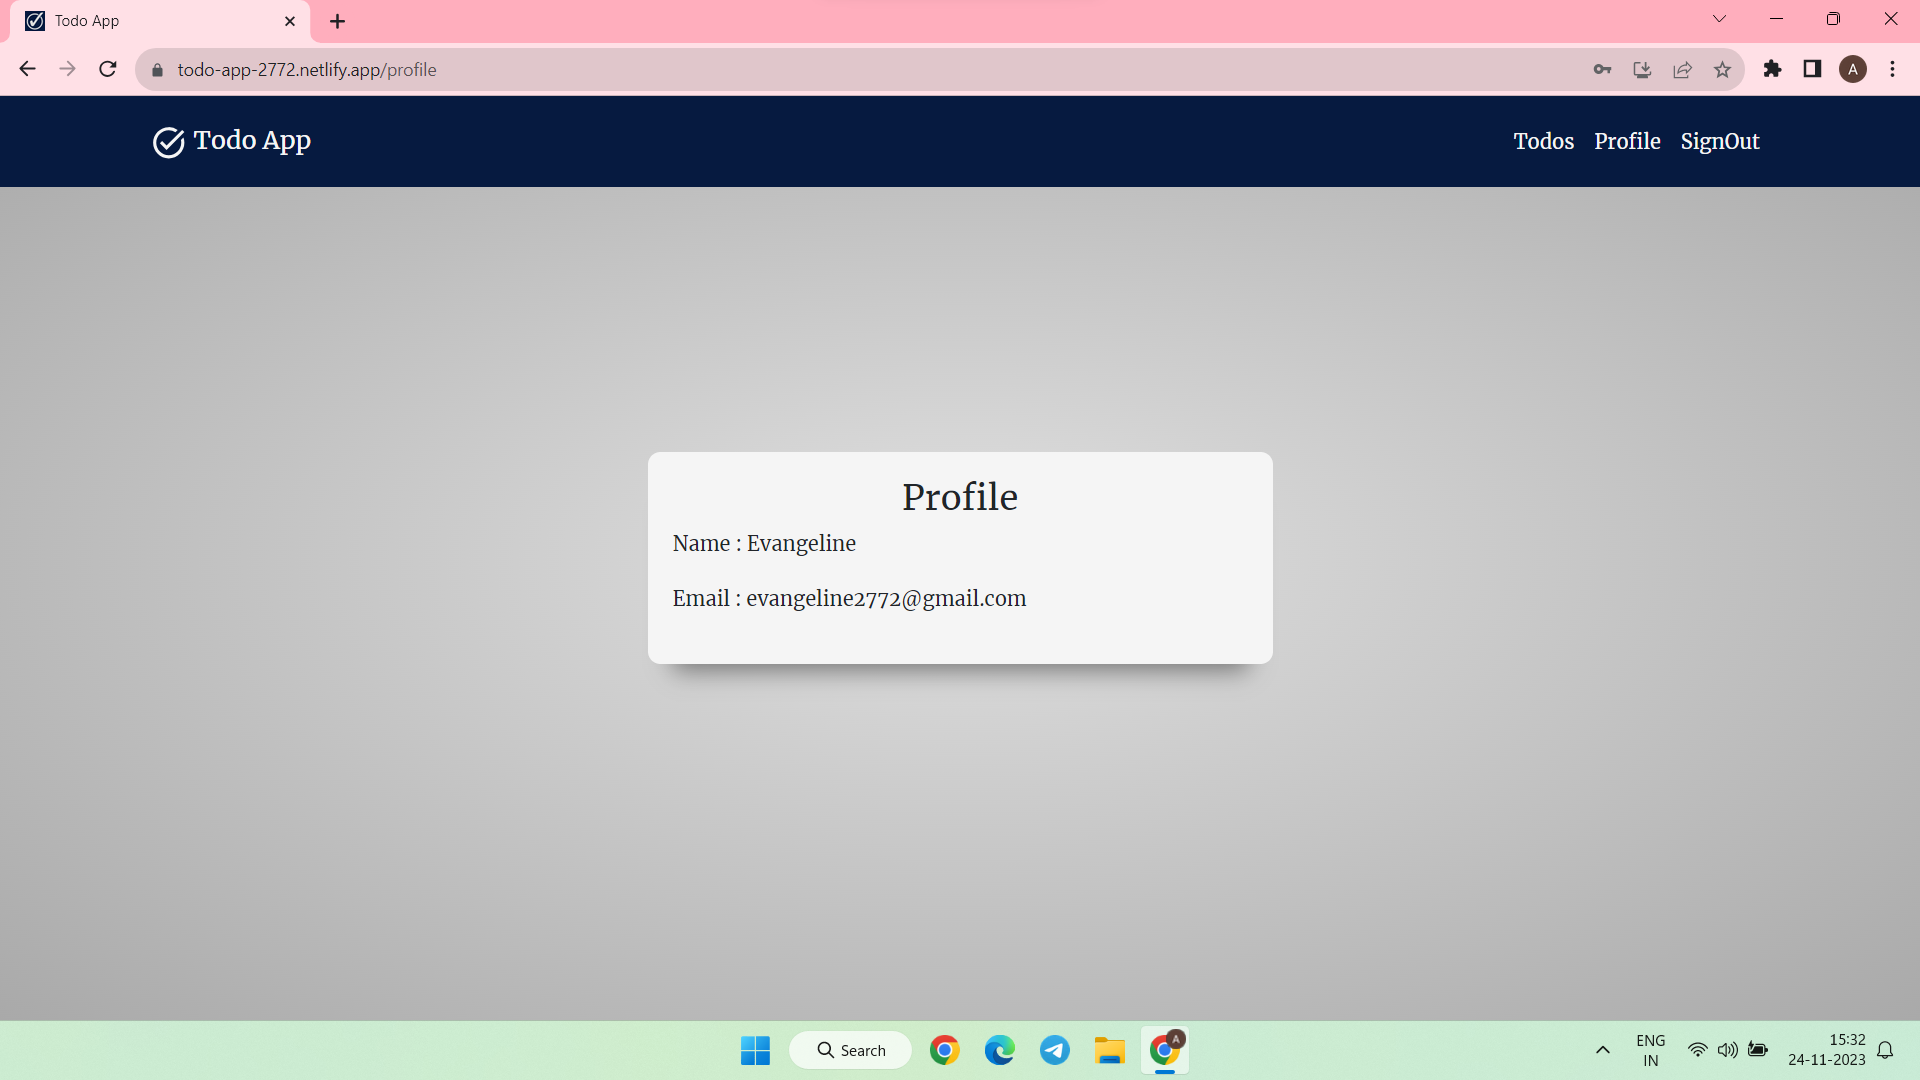 Todo App
todo-app-2772.netlify.app/profile
A
Todo App
Todos Profile SignOut
Profile
Name : Evangeline
Email : evangeline2772@gmail.com
Search
A
ENG
IN
15:32
24-11-2023